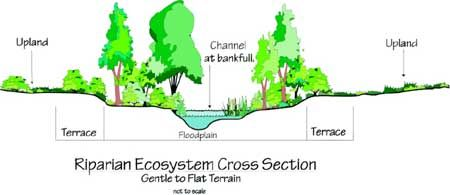 Upland
Channel
at bankfull
Upland
Terrace
Floodplain
Terrace
Riparian Ecosystem Cross Section
Gentle to Flat Terrain
not to scale